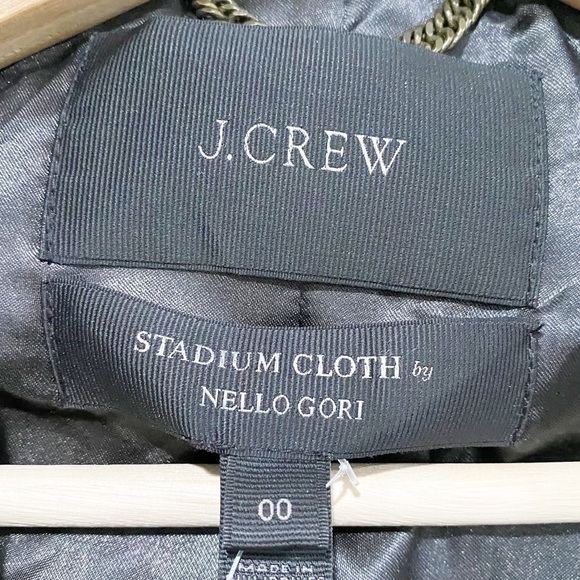 J.CREW
STADIUM CLOTH by
NELLO GORI
00
MADE IN